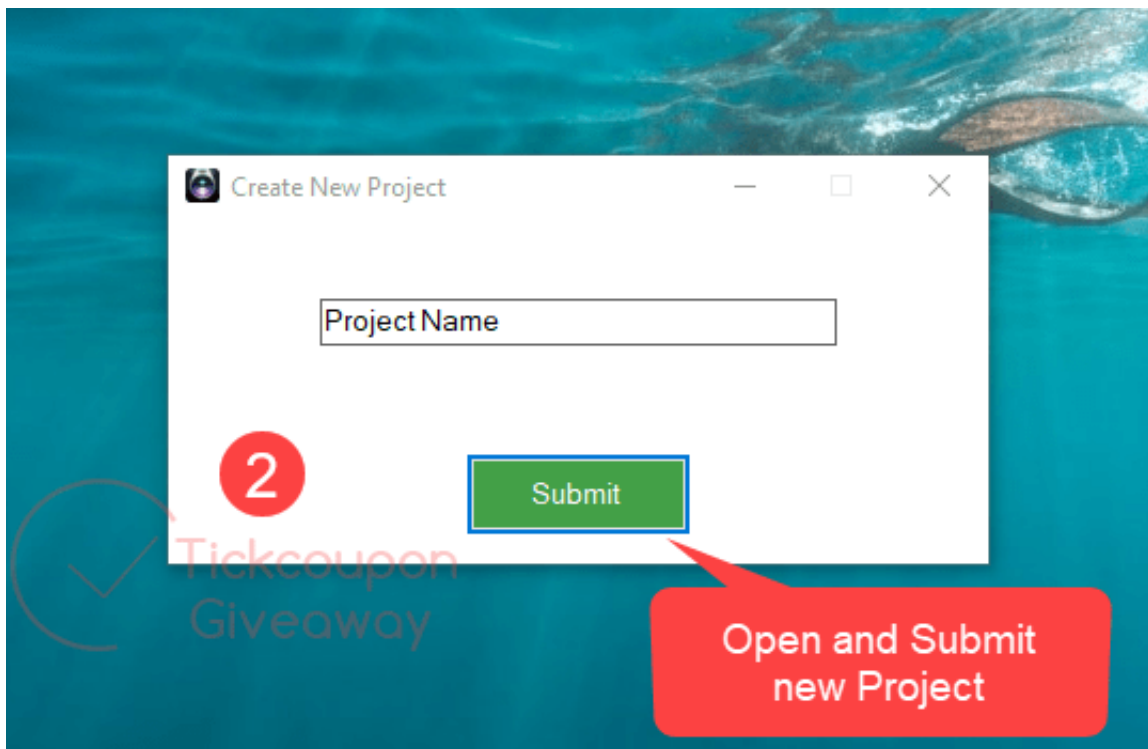 Create New Project
Project Name
2
Submit
Tickcoupon
Giveaway
Open and Submit
new Project